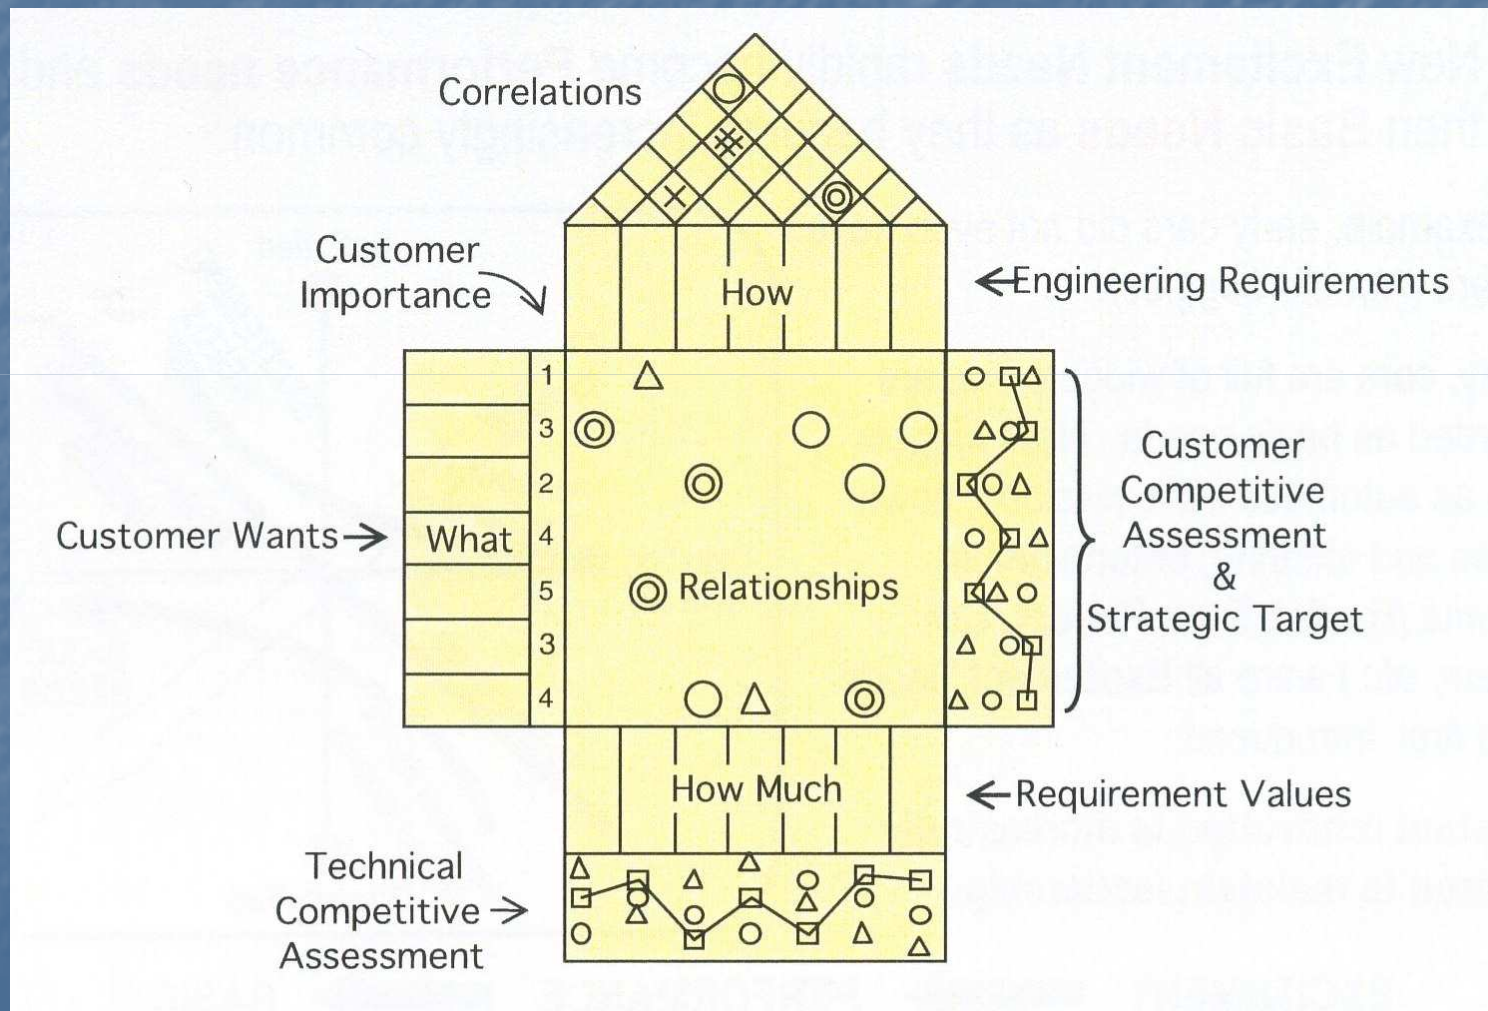 Correlations
Customer
Importance
How
Engineering Requirements
1
3
2
Customer Wants
What
4
5
Relationships
3
4
Customer
Competitive
Assessment
&
Strategic Target
How Much
Requirement Values
Technical
Competitive
Assessment